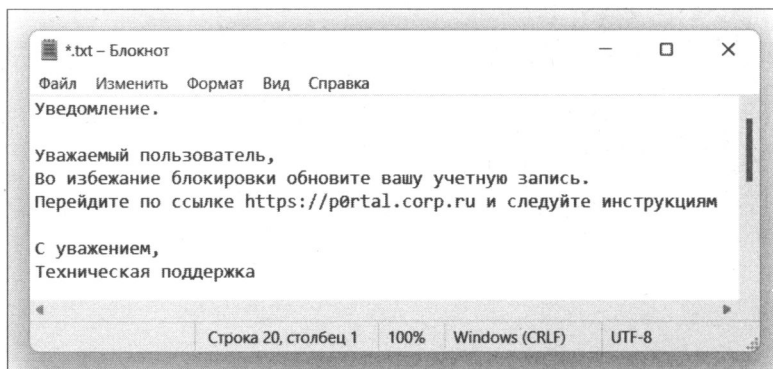 *.txt – Блокнот
Файл Изменить Формат Вид Справка
Уведомление.
Уважаемый пользователь,
Во избежание блокировки обновите вашу учетную запись.
Перейдите по ссылке https://p0rtal.corp.ru и следуйте инструкциям
С уважением,
Техническая поддержка
Строка 20, столбец 1 100% Windows (CRLF) UTF-8